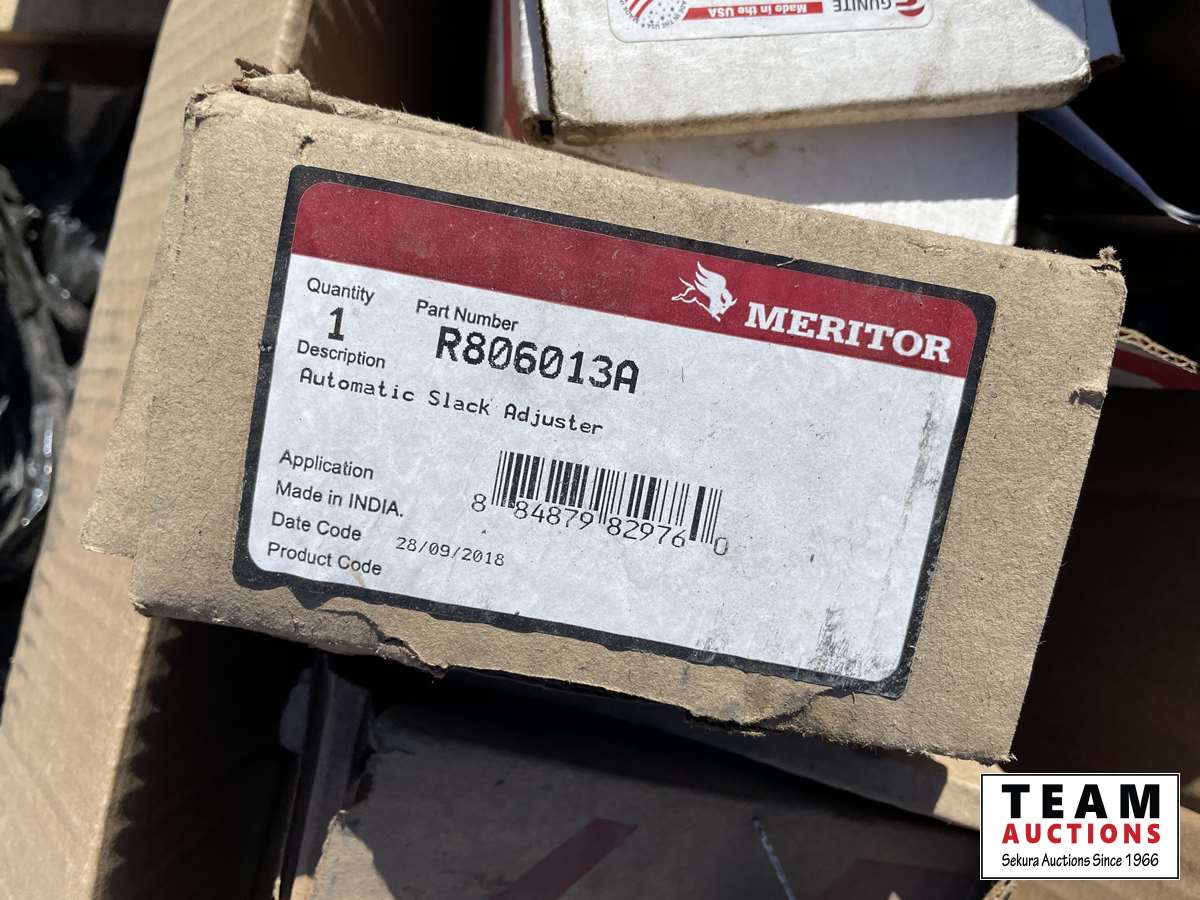 GUNITE
Made in the USA
MERITOR
Quantity
1
Part Number
R806013A
Description
Automatic Slack Adjuster
Application
Made in INDIA.
Date Code
28/09/2018
Product Code
8 84879 82976 0
TEAM
AUCTIONS
Sekura Auctions Since 1966